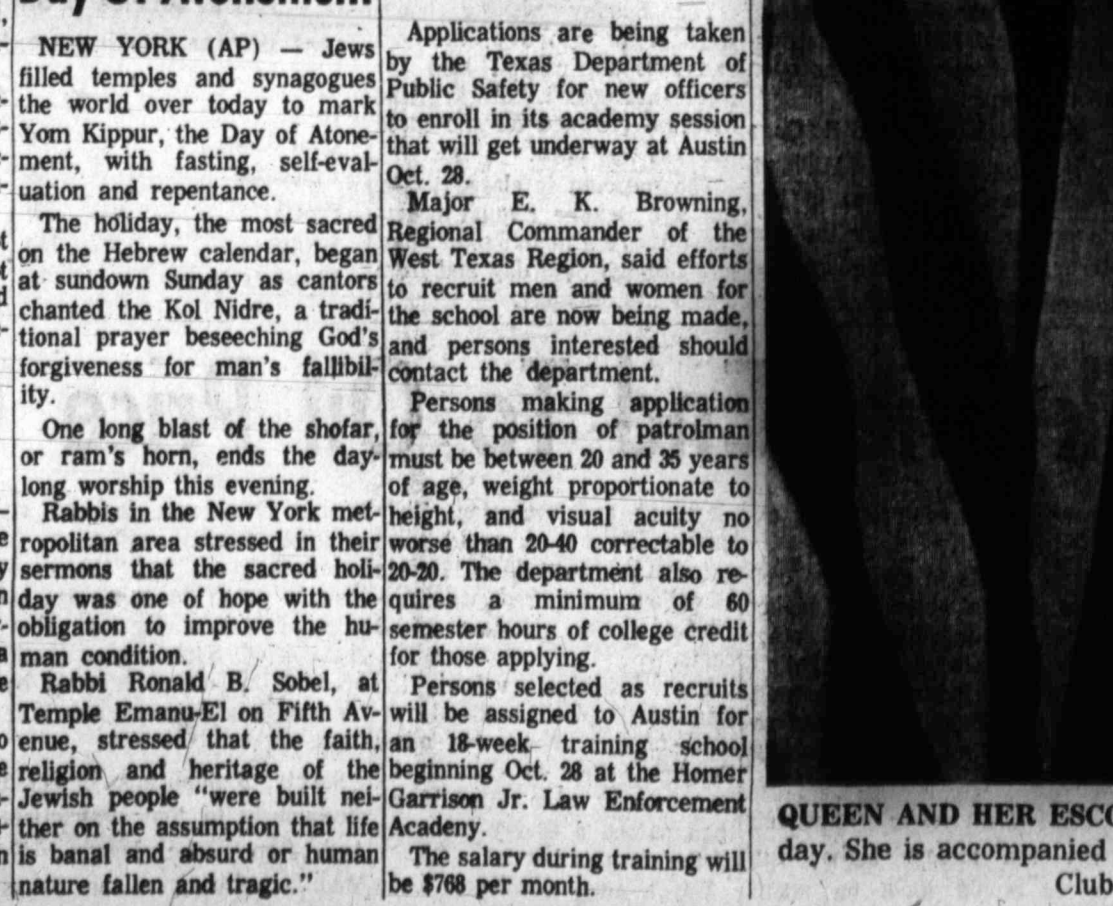 Day Of Atonement
NEW YORK (AP) — Jews
filled temples and synagogues
the world over today to mark
Yom Kippur, the Day of Atone-
ment, with fasting, self-eval-
uation and repentance.
The holiday, the most sacred
on the Hebrew calendar, began
at sundown Sunday as cantors
chanted the Kol Nidre, a tradi-
tional prayer beseeching God's
forgiveness for man's fallibil-
ity.
One long blast of the shofar,
or ram's horn, ends the day-
long worship this evening.
Rabbis in the New York met-
ropolitan area stressed in their
sermons that the sacred holi-
day was one of hope with the
obligation to improve the hu-
man condition.
Rabbi Ronald B. Sobel, at
Temple Emanu-El on Fifth Av-
enue, stressed that the faith,
religion and heritage of the
Jewish people "were built nei-
ther on the assumption that life
is banal and absurd or human
nature fallen and tragic."
Applications are being taken
by the Texas Department of
Public Safety for new officers
to enroll in its academy session
that will get underway at Austin
Oct. 28.
Major E. K. Browning,
Regional Commander of the
West Texas Region, said efforts
to recruit men and women for
the school are now being made,
and persons interested should
contact the department.
Persons making application
for the position of patrolman
must be between 20 and 35 years
of age, weight proportionate to
height, and visual acuity no
worse than 20-40 correctable to
20-20. The department also re-
quires a minimum of 60
semester hours of college credit
for those applying.
Persons selected as recruits
will be assigned to Austin for
an 18-week training school
beginning Oct. 28 at the Homer
Garrison Jr. Law Enforcement
Acadeny.
The salary during training will
be $768 per month.
QUEEN AND HER ESCO
day. She is accompanied
Club